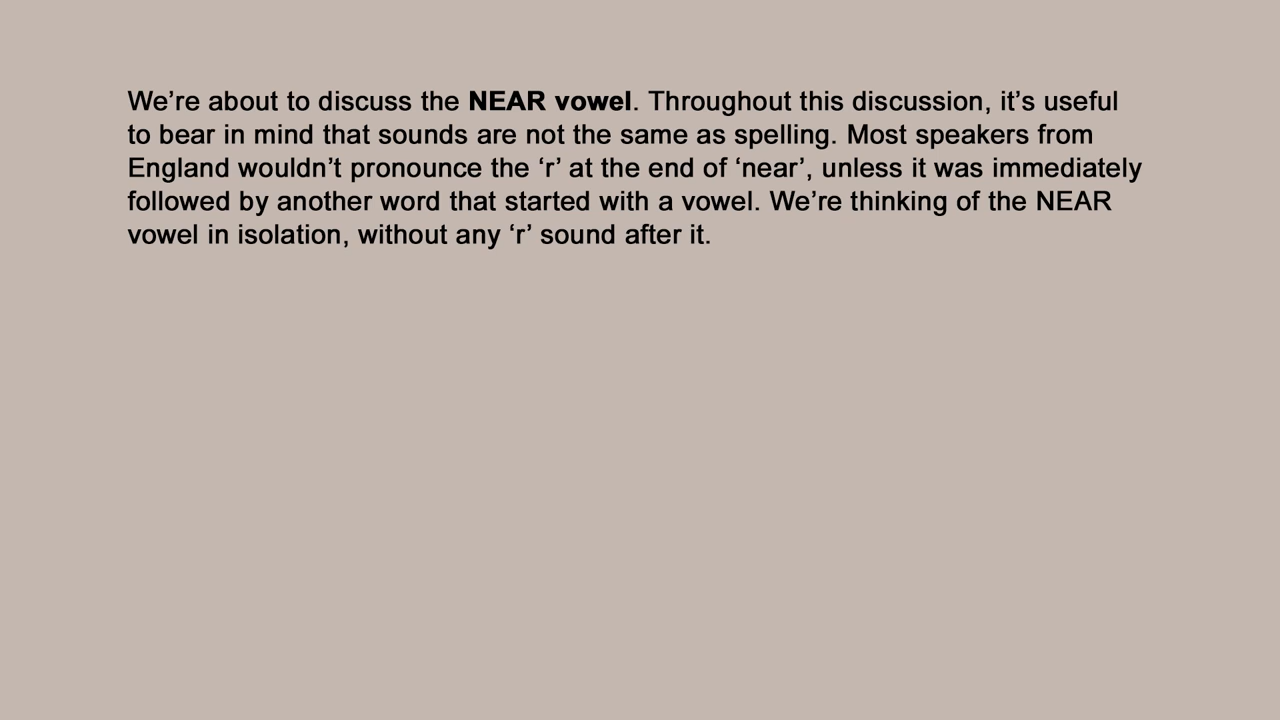 We’re about to discuss the NEAR vowel. Throughout this discussion, it’s useful
to bear in mind that sounds are not the same as spelling. Most speakers from
England wouldn’t pronounce the ‘r’ at the end of ‘near’, unless it was immediately
followed by another word that started with a vowel. We’re thinking of the NEAR
vowel in isolation, without any ‘r’ sound after it.